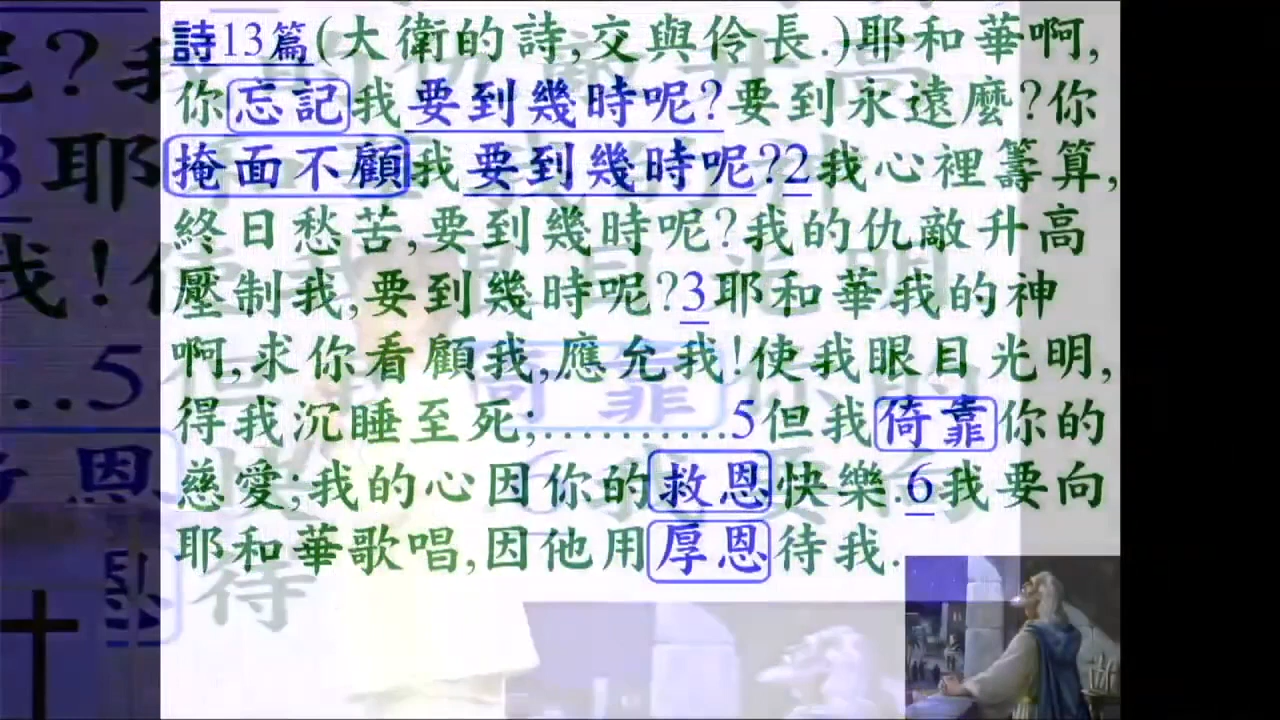 詩13篇(大衛的詩,交與伶長.)耶和華啊,
你忘記我要到幾時呢?要到永遠麼?你
掩面不顧我要到幾時呢?2我心裡籌算,
終日愁苦,要到幾時呢?我的仇敵升高
壓制我,要到幾時呢?3耶和華我的神
啊,求你看顧我,應允我!使我眼目光明,
得我沉睡至死;..........5但我倚靠你的
慈愛;我的心因你的救恩快樂.6我要向
耶和華歌唱,因他用厚恩待我.